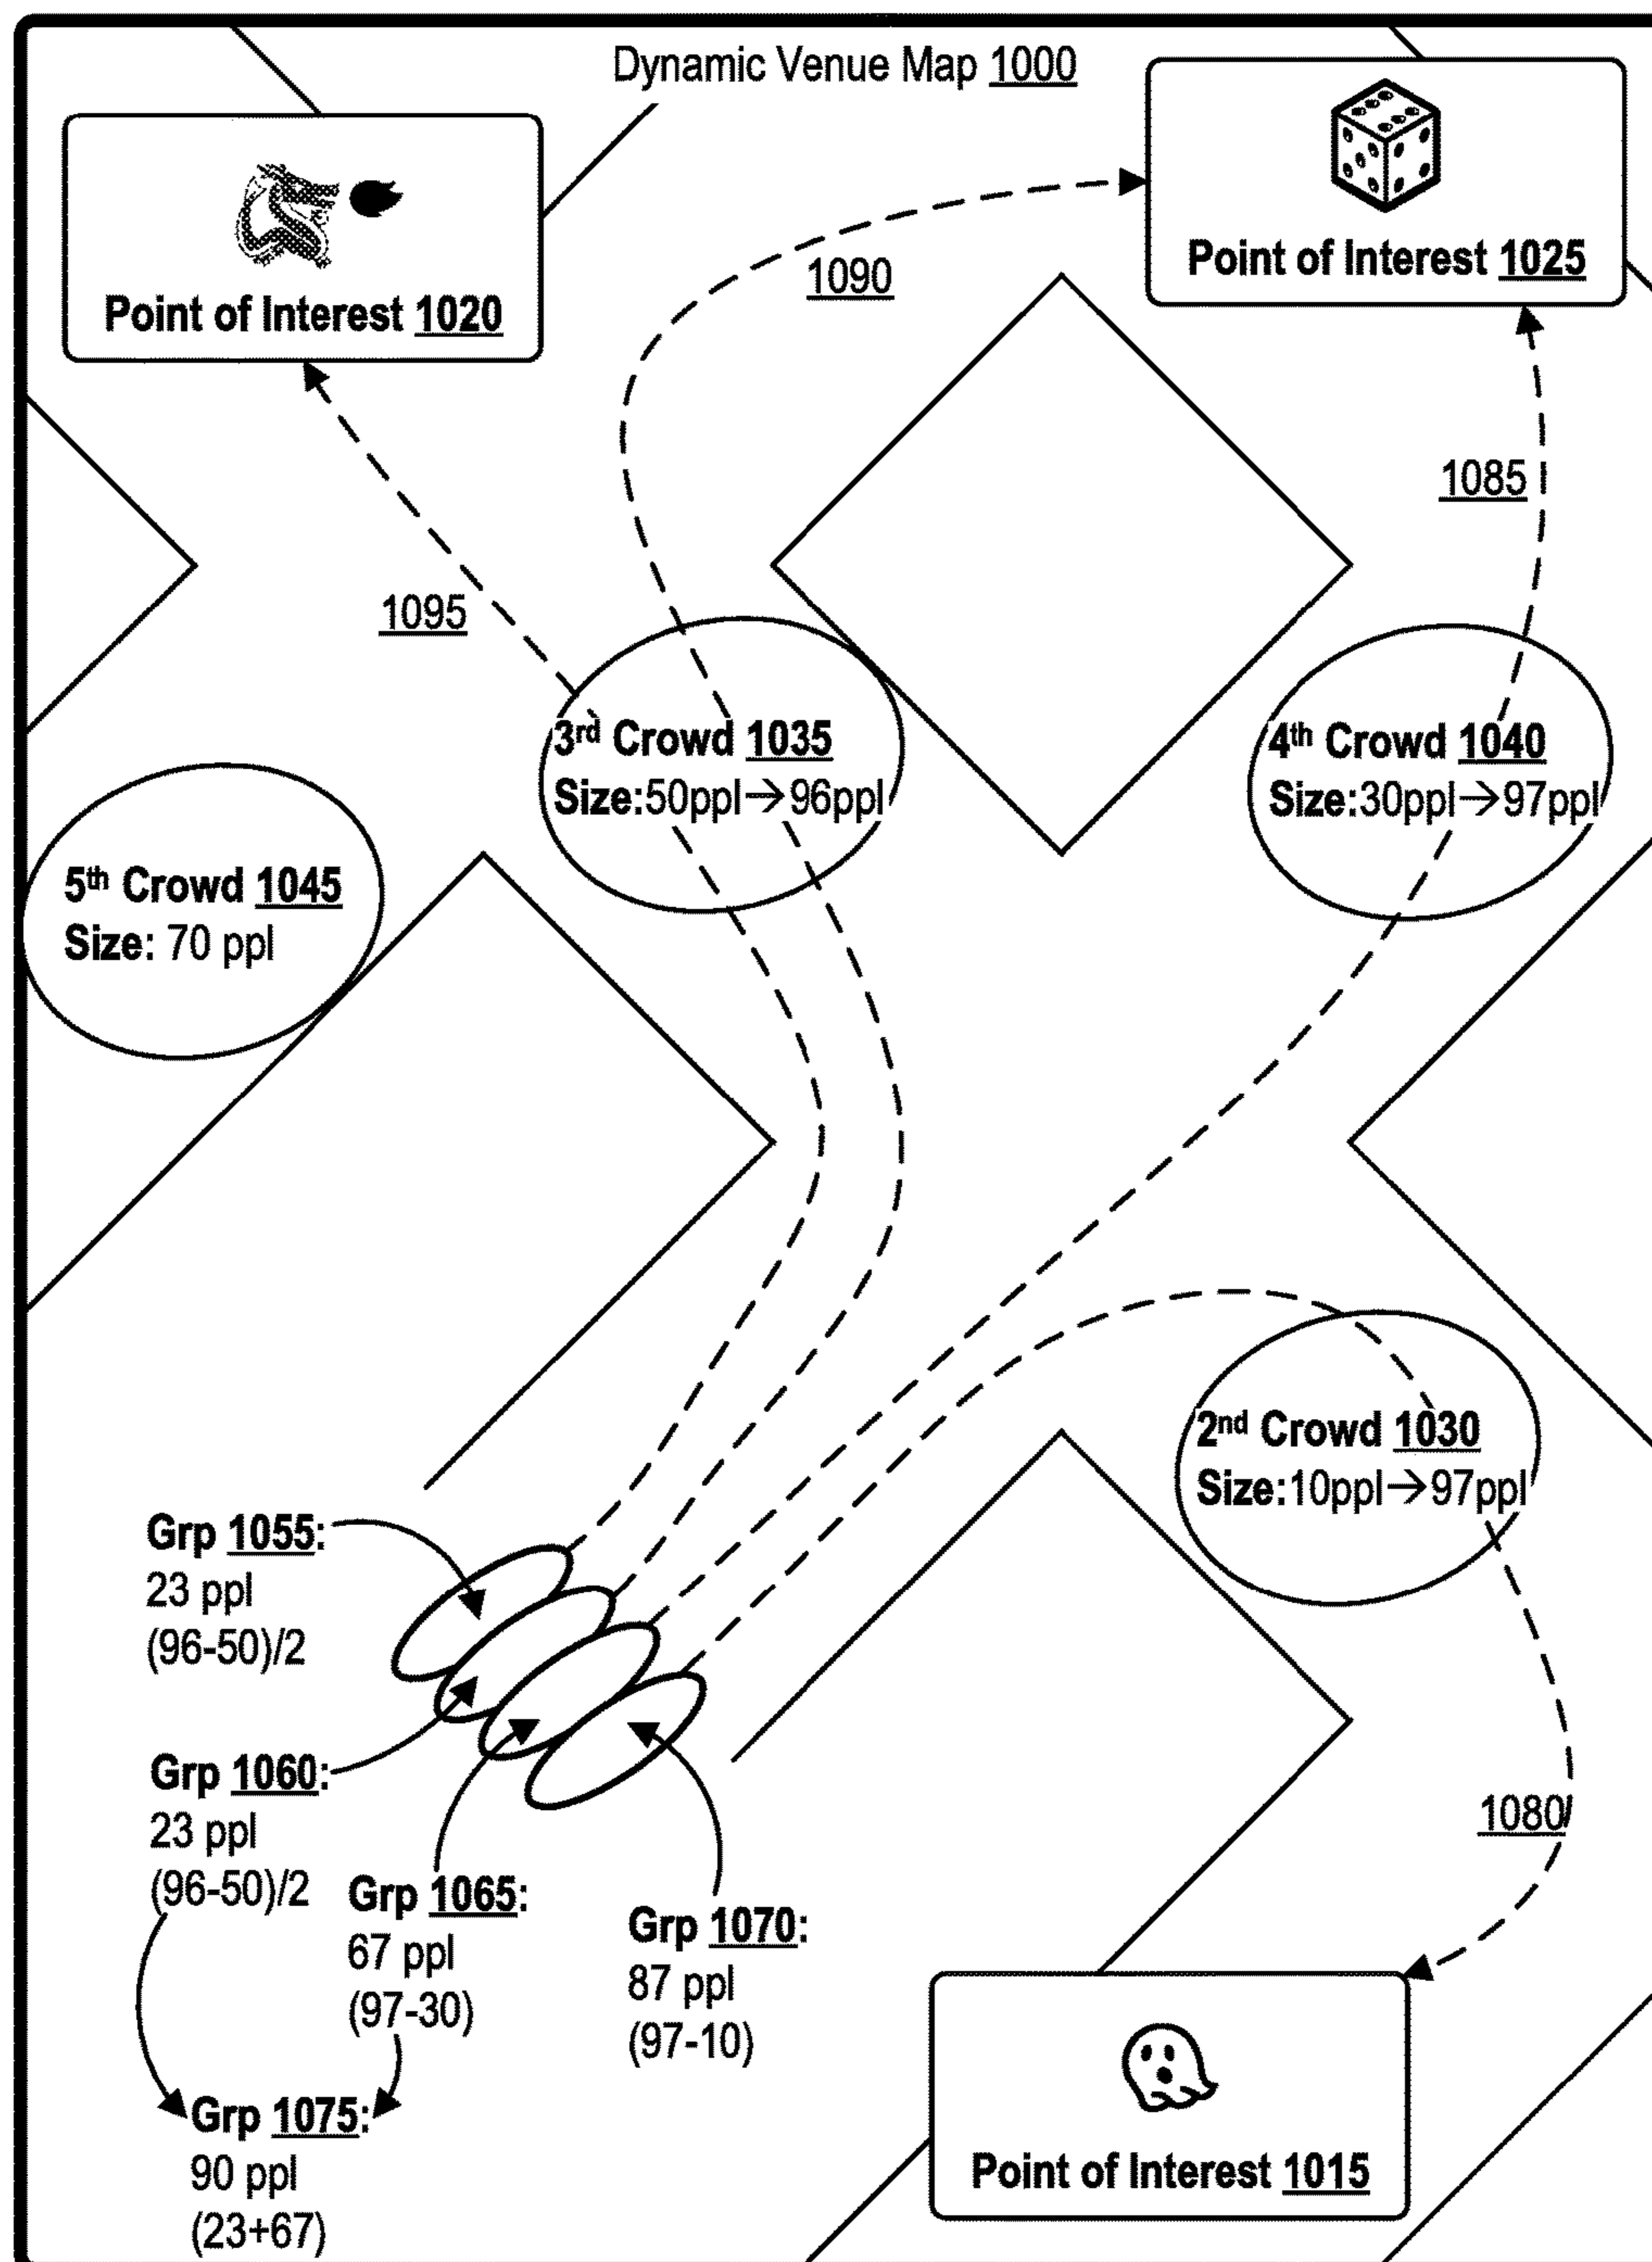 Dynamic Venue Map 1000
Point of Interest 1020
Point of Interest 1025
1090
1085
1095
3rd Crowd 1035
Size:50ppl→96ppl
4th Crowd 1040
Size:30ppl→97ppl
5th Crowd 1045
Size: 70 ppl
2nd Crowd 1030
Size:10ppl→97ppl
Grp 1055:
23 ppl
(96-50)/2
Grp 1060:
23 ppl
(96-50)/2
Grp 1065:
67 ppl
(97-30)
Grp 1070:
87 ppl
(97-10)
1080
Grp 1075:
90 ppl
(23+67)
Point of Interest 1015